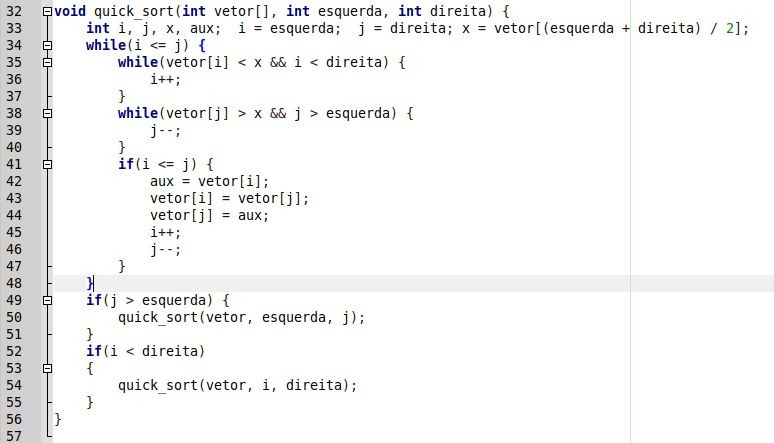 32 void quick_sort(int vetor[], int esquerda, int direita) {
33     int i, j, x, aux;  i = esquerda;  j = direita; x = vetor[(esquerda + direita) / 2];
34     while(i <= j) {
35         while(vetor[i] < x && i < direita) {
36             i++;
37         }
38         while(vetor[j] > x && j > esquerda) {
39             j--;
40         }
41         if(i <= j) {
42             aux = vetor[i];
43             vetor[i] = vetor[j];
44             vetor[j] = aux;
45             i++;
46             j--;
47         }
48     }
49     if(j > esquerda) {
50         quick_sort(vetor, esquerda, j);
51     }
52     if(i < direita)
53     {
54         quick_sort(vetor, i, direita);
55     }
56 }
57